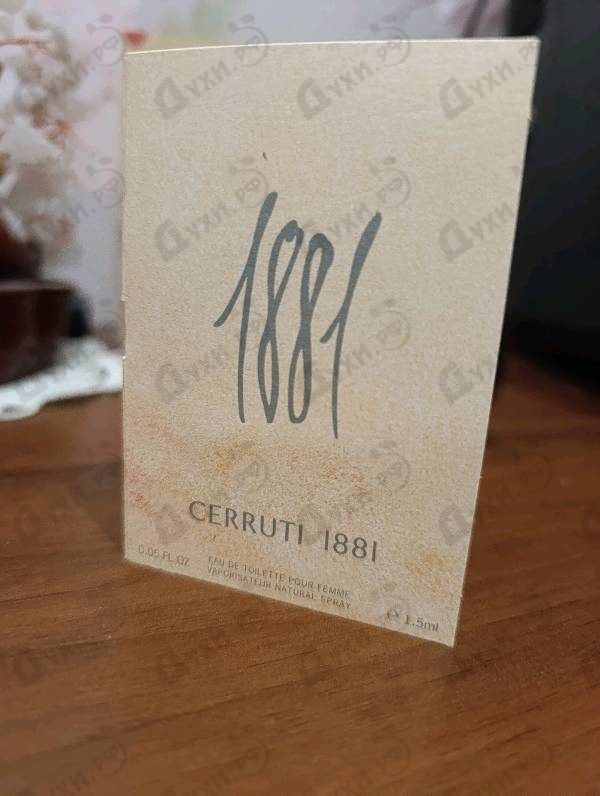 1881
CERRUTI 1881
0.05 FL.OZ
EAU DE TOILETTE POUR FEMME
VAPORISATEUR NATURAL SPRAY
e 1.5ml
Духи.рф